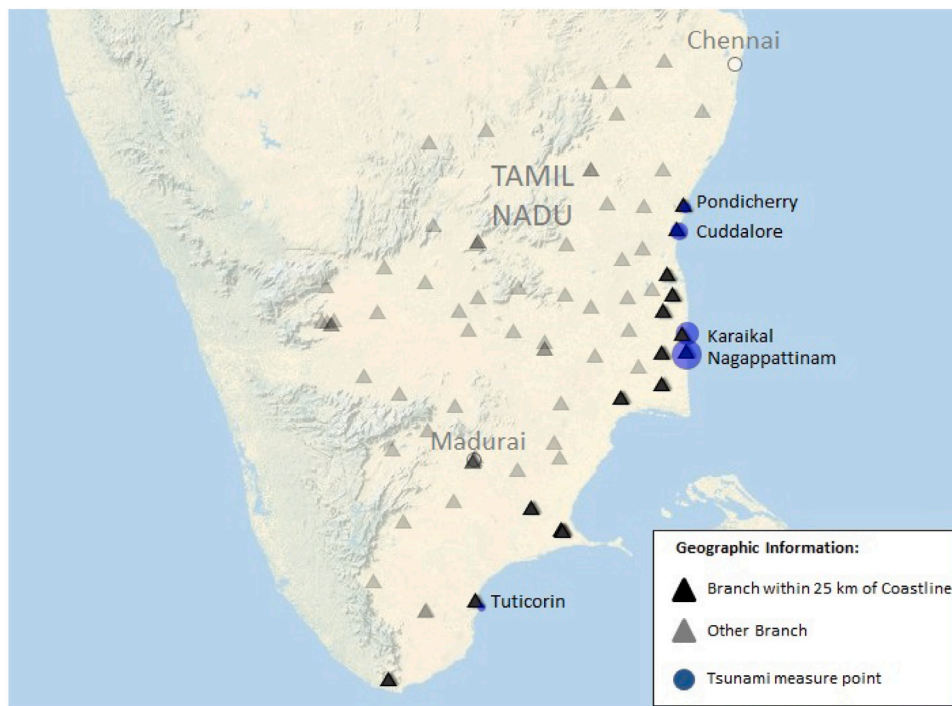 Chennai
TAMIL
NADU
Pondicherry
Cuddalore
Karaikal
Nagappattinam
Madurai
Tuticorin
Geographic Information:
Branch within 25 km of Coastline
Other Branch
Tsunami measure point